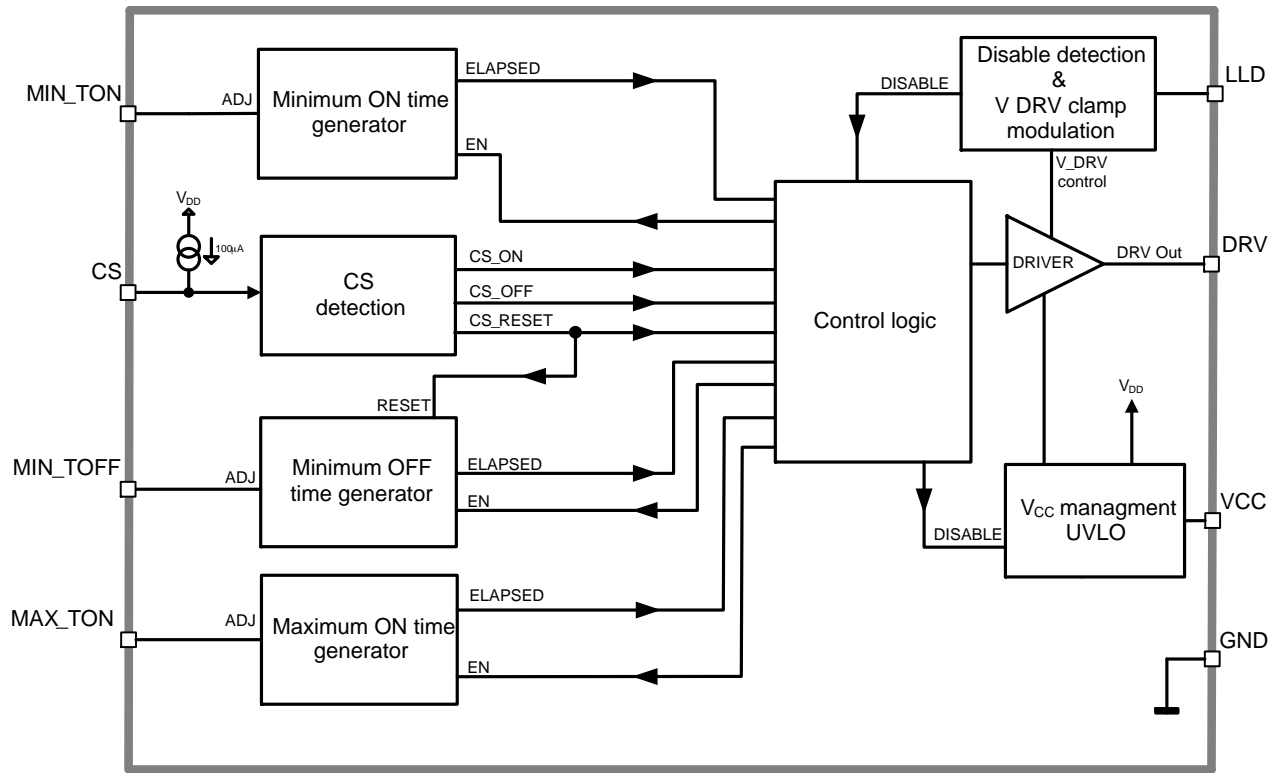 MIN_TON
ADJ
Minimum ON time
generator
ELAPSED
EN
DISABLE
Disable detection
&
V DRV clamp
modulation
LLD
V_DRV
control
VDD
100µA
CS
CS
detection
CS_ON
CS_OFF
CS_RESET
Control logic
DRIVER
DRV Out
DRV
RESET
MIN_TOFF
ADJ
Minimum OFF
time generator
ELAPSED
EN
DISABLE
VDD
VCC managment
UVLO
VCC
MAX_TON
ADJ
Maximum ON time
generator
ELAPSED
EN
GND